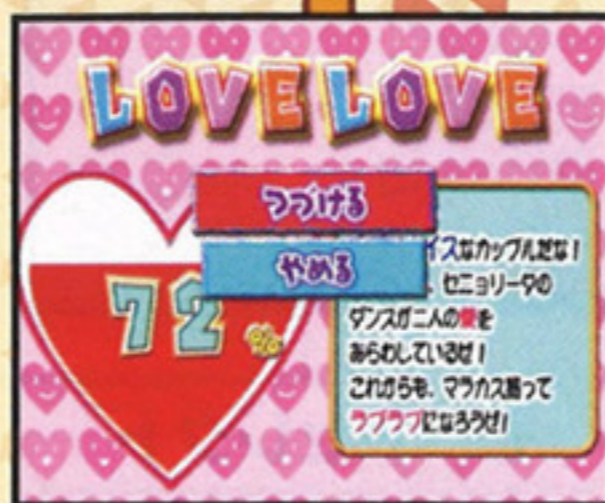 LOVE LOVE
つづける
やめる
72%
イスなカップルだな!
、セニョリータの
ダンスが二人の愛を
あらわしているぜ!
これからも、マラカス振って
ラブラブになろうぜ!